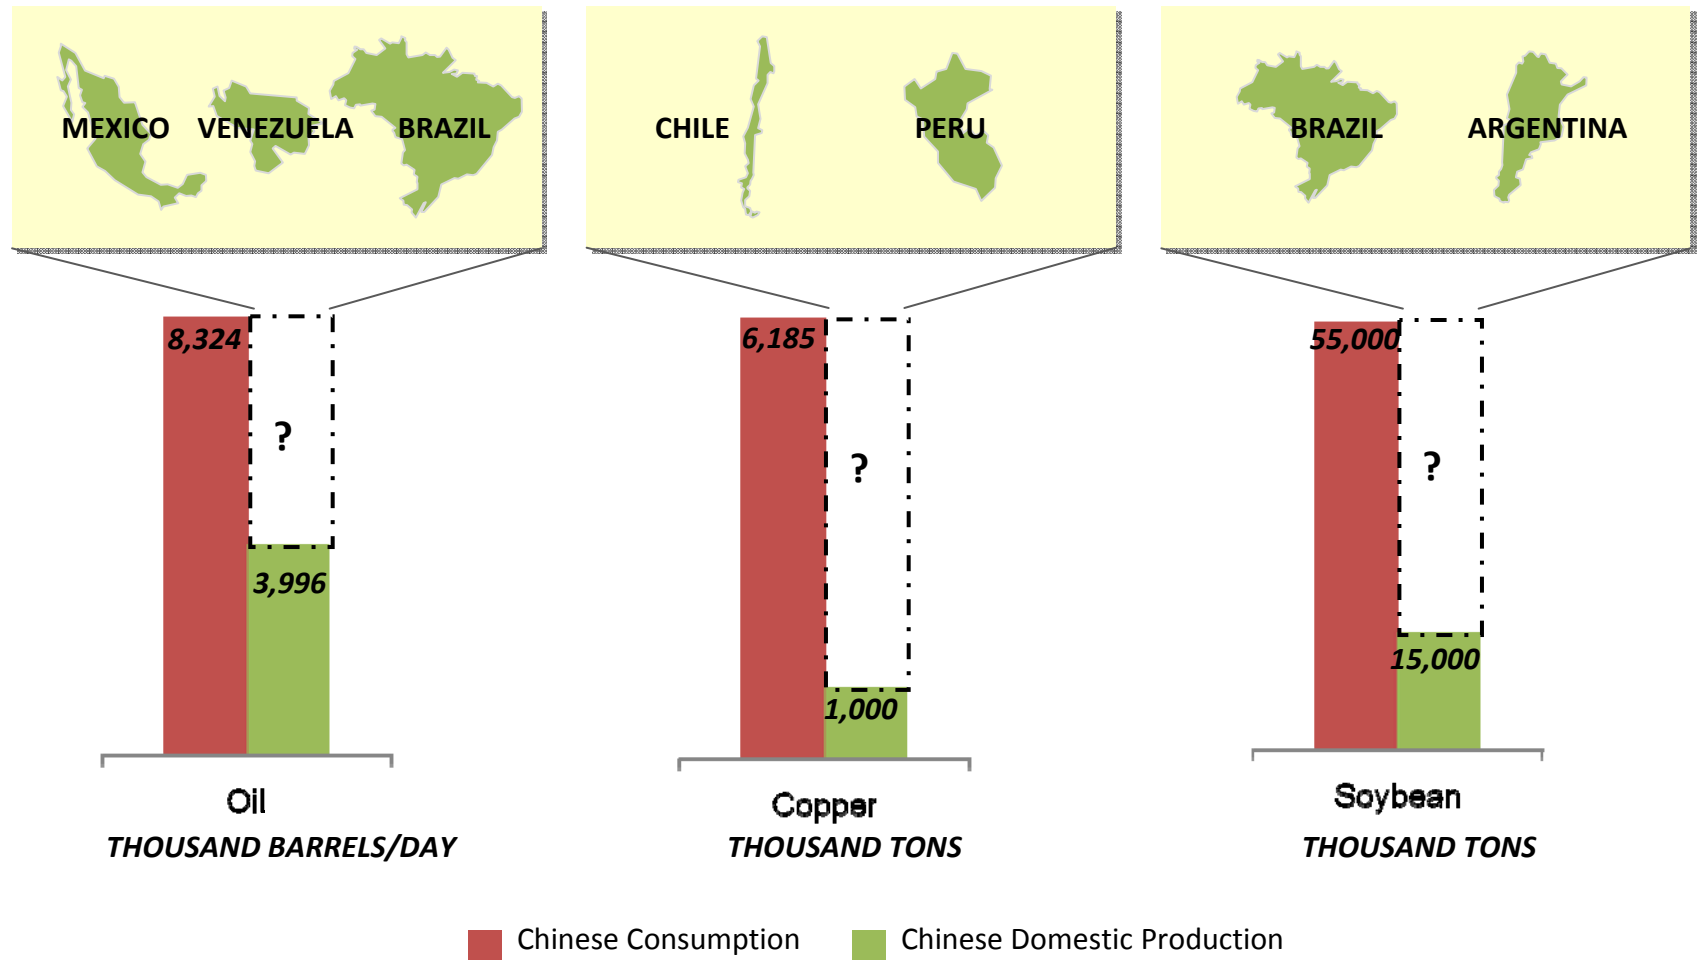 MEXICO VENEZUELA BRAZIL
CHILE PERU
BRAZIL ARGENTINA
8,324
?
3,996
6,185
?
1,000
55,000
?
15,000
Oil
THOUSAND BARRELS/DAY
Copper
THOUSAND TONS
Soybean
THOUSAND TONS
Chinese Consumption
Chinese Domestic Production